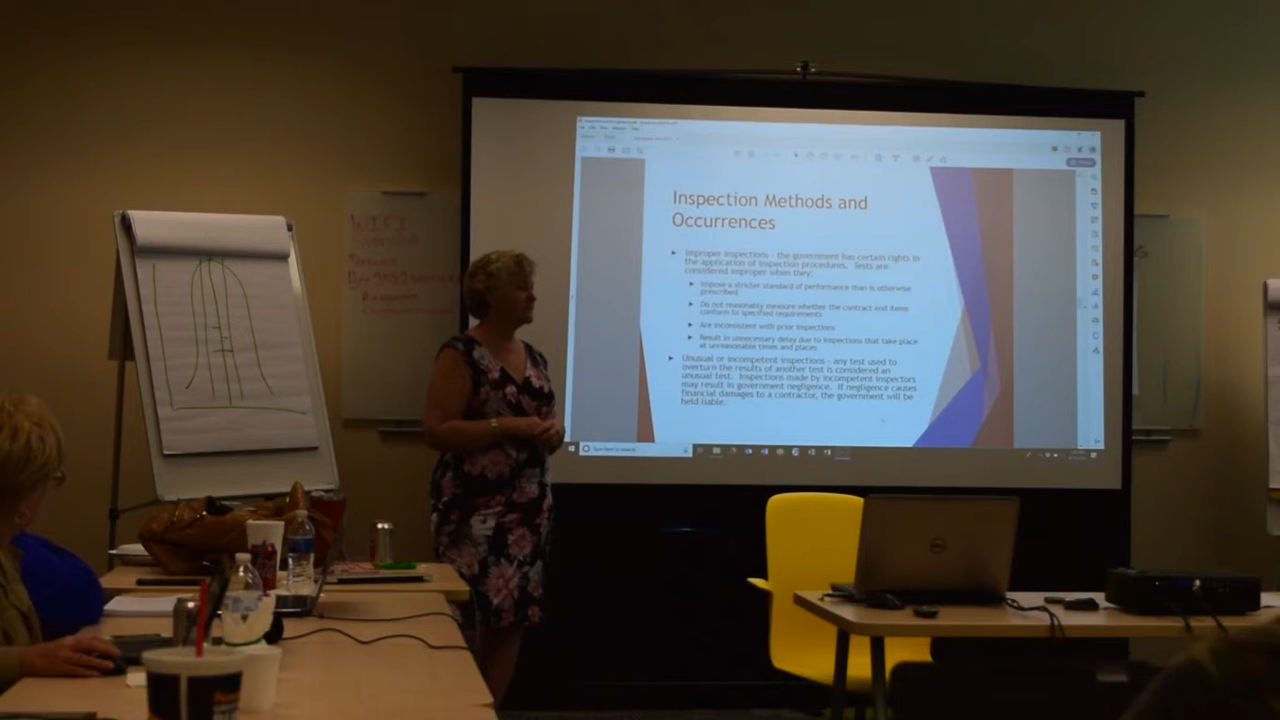 Inspection Methods and
Occurrences
Improper inspections - the government has certain rights in
the application of inspection procedures. Tests are
considered improper when they:
Impose a stricter standard of performance than is otherwise
prescribed
Do not reasonably measure whether the contract end items
conform to specified requirements
Are inconsistent with prior inspections
Result in unnecessary delay due to inspections that take place
at unreasonable times and places
Unusual or incompetent inspections - any test used to
overturn the results of another test is considered an
unusual test. Inspections made by incompetent inspectors
may result in government negligence. If negligence causes
financial damages to a contractor, the government will be
held liable.
Type here to search
DELL